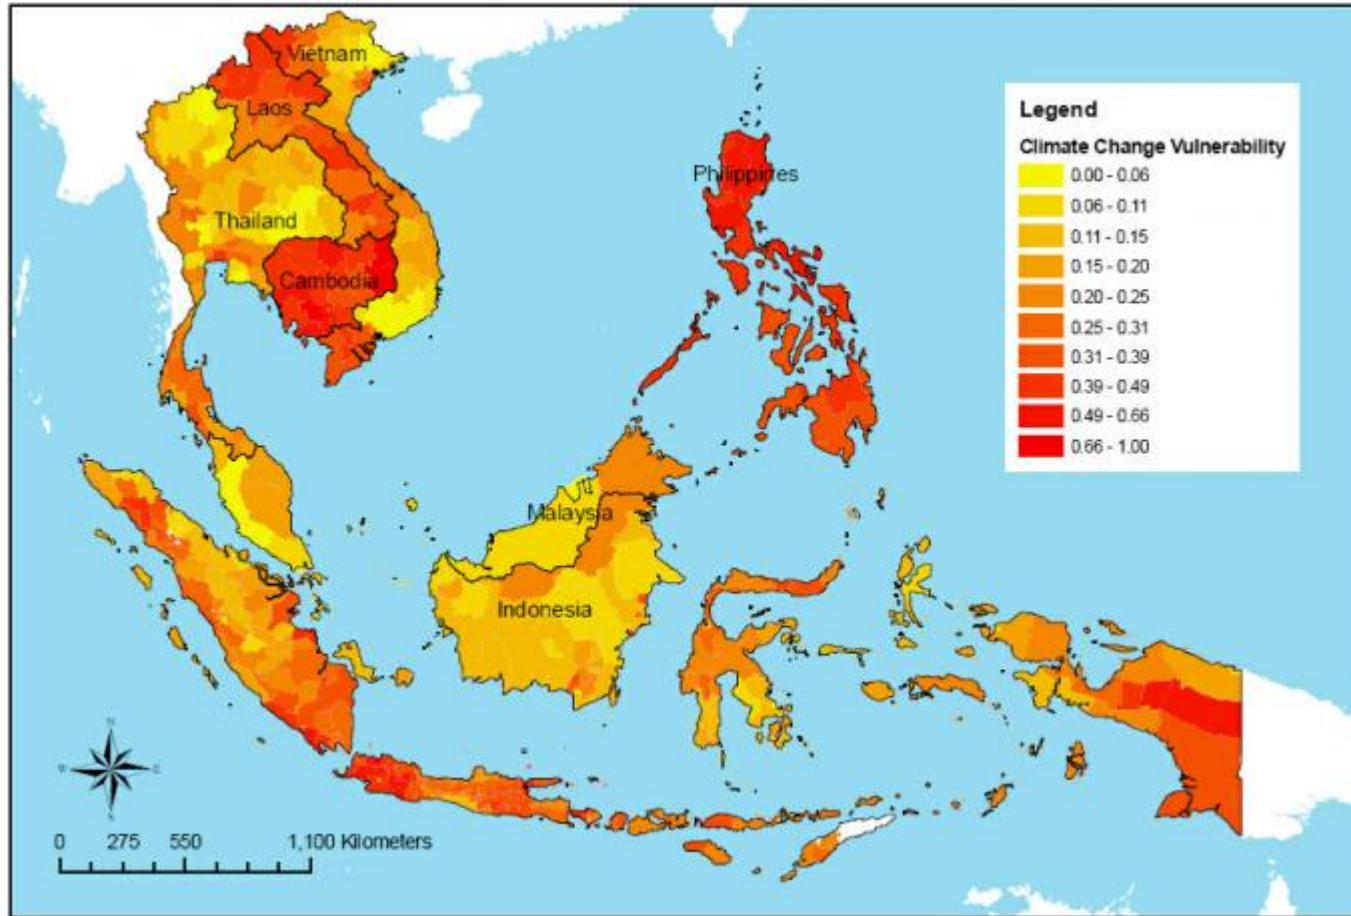 Vietnam
Laos
Thailand
Cambodia
Philippines
Malaysia
Indonesia
Legend
Climate Change Vulnerability
0.00 - 0.06
0.06 - 0.11
0.11 - 0.15
0.15 - 0.20
0.20 - 0.25
0.25 - 0.31
0.31 - 0.39
0.39 - 0.49
0.49 - 0.66
0.66 - 1.00
N
W E
S
0 275 550 1,100 Kilometers